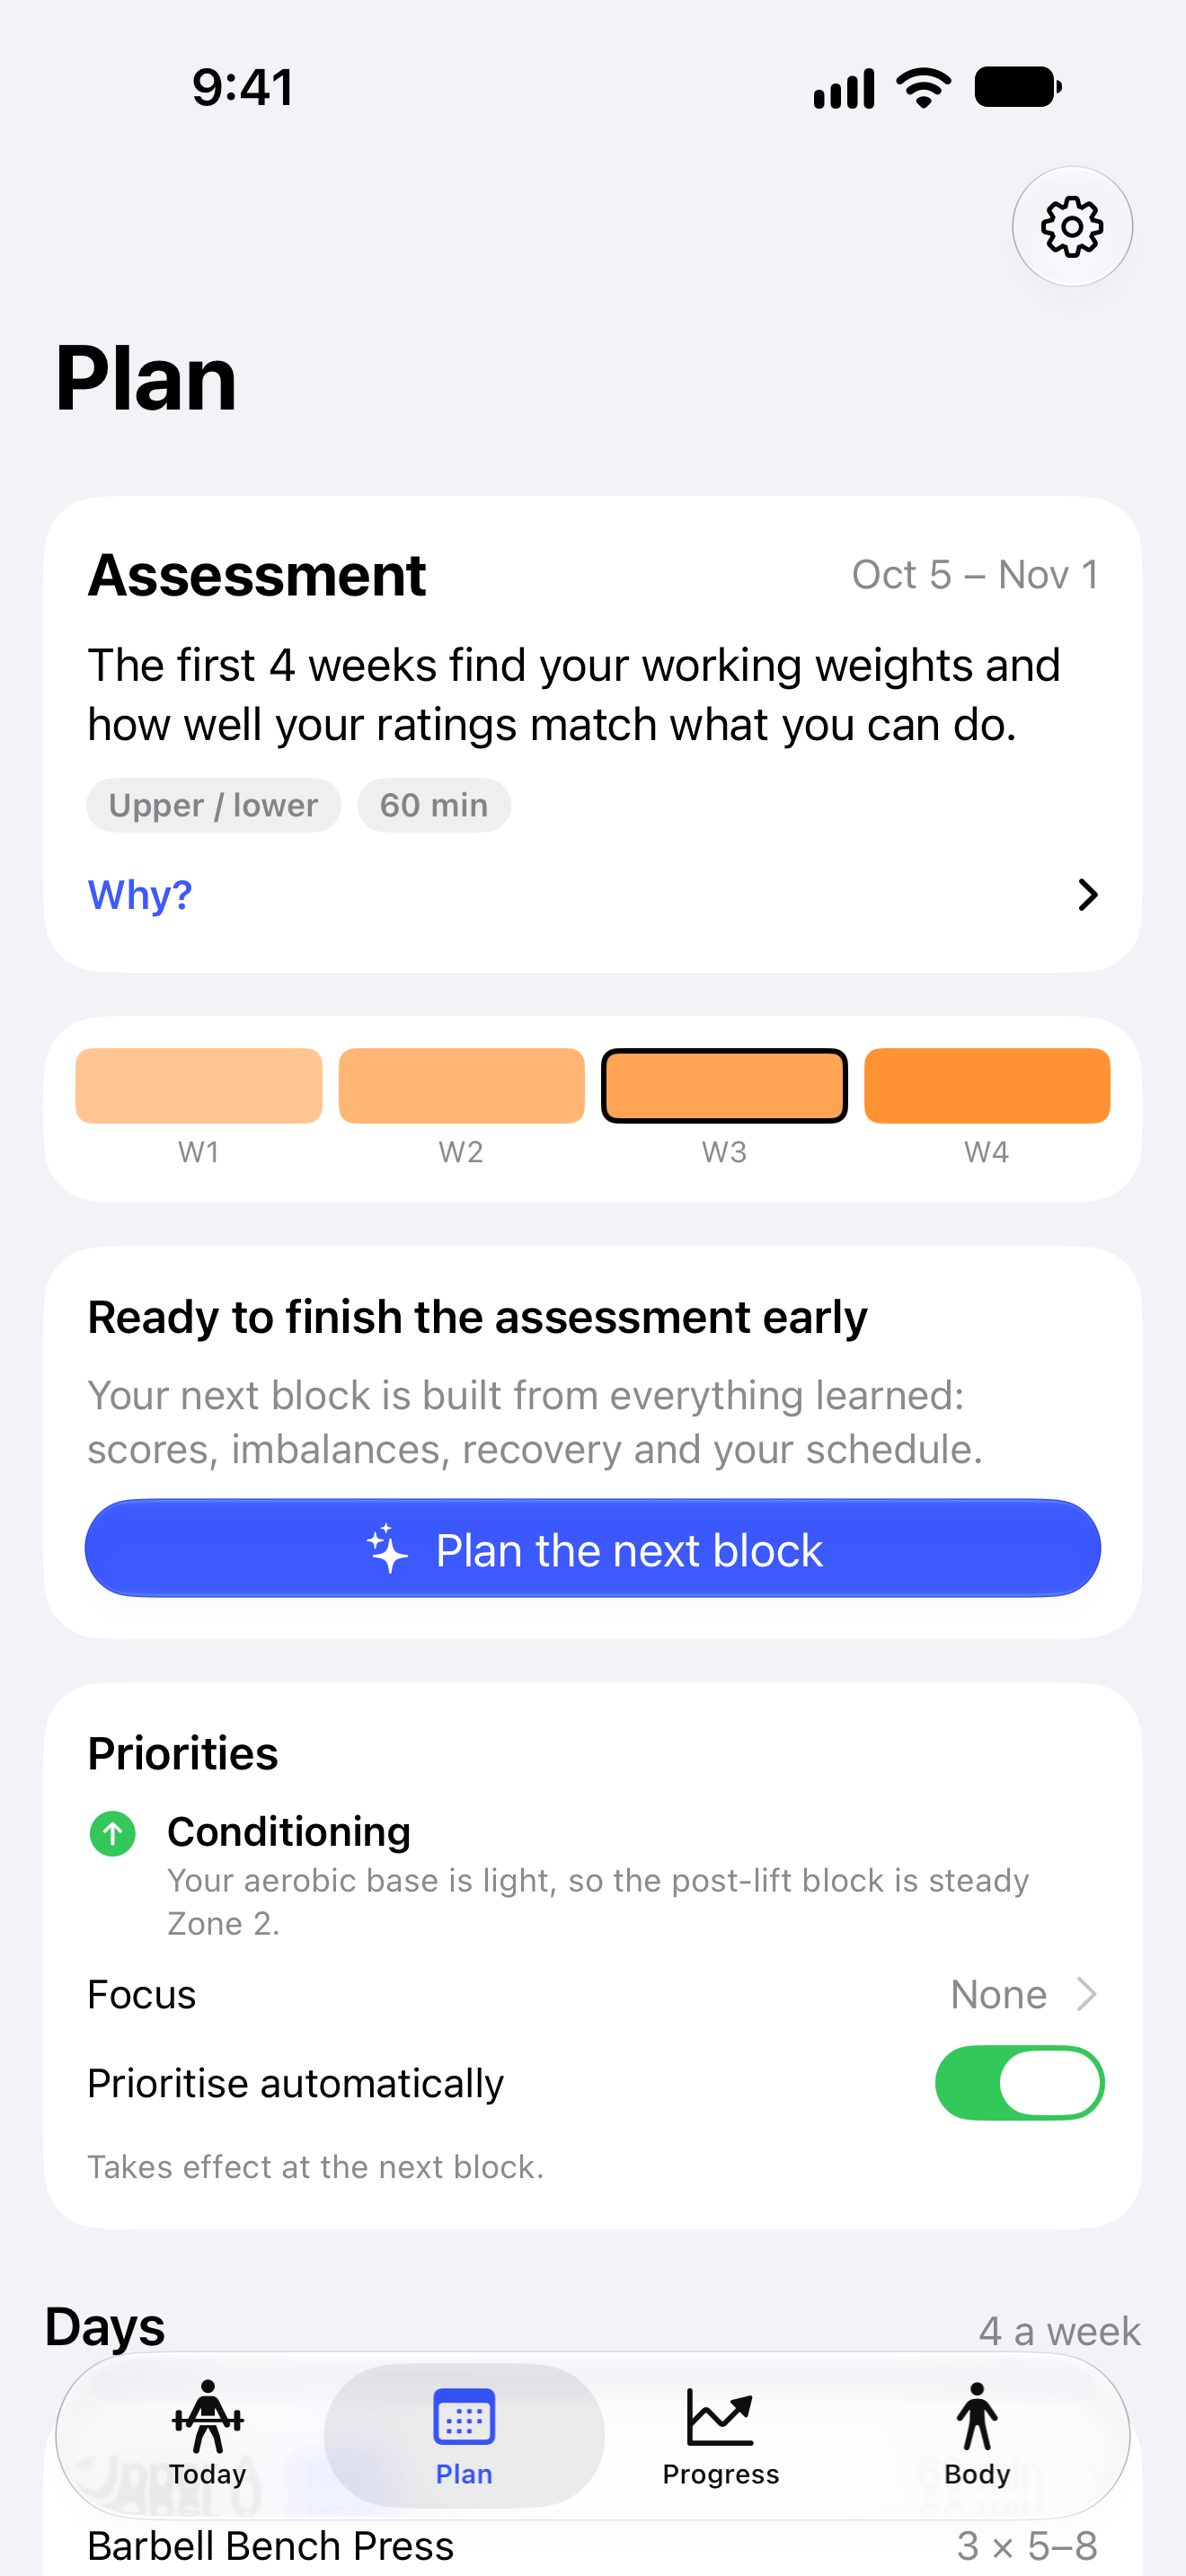 9:41
Plan
Assessment
Oct 5 – Nov 1
The first 4 weeks find your working weights and
how well your ratings match what you can do.
Upper / lower
60 min
Why?
W1
W2
W3
W4
Ready to finish the assessment early
Your next block is built from everything learned:
scores, imbalances, recovery and your schedule.
Plan the next block
Priorities
Conditioning
Your aerobic base is light, so the post-lift block is steady
Zone 2.
Focus
None
Prioritise automatically
Takes effect at the next block.
Days
4 a week
Today
Plan
Progress
Body
Barbell Bench Press
3 × 5–8